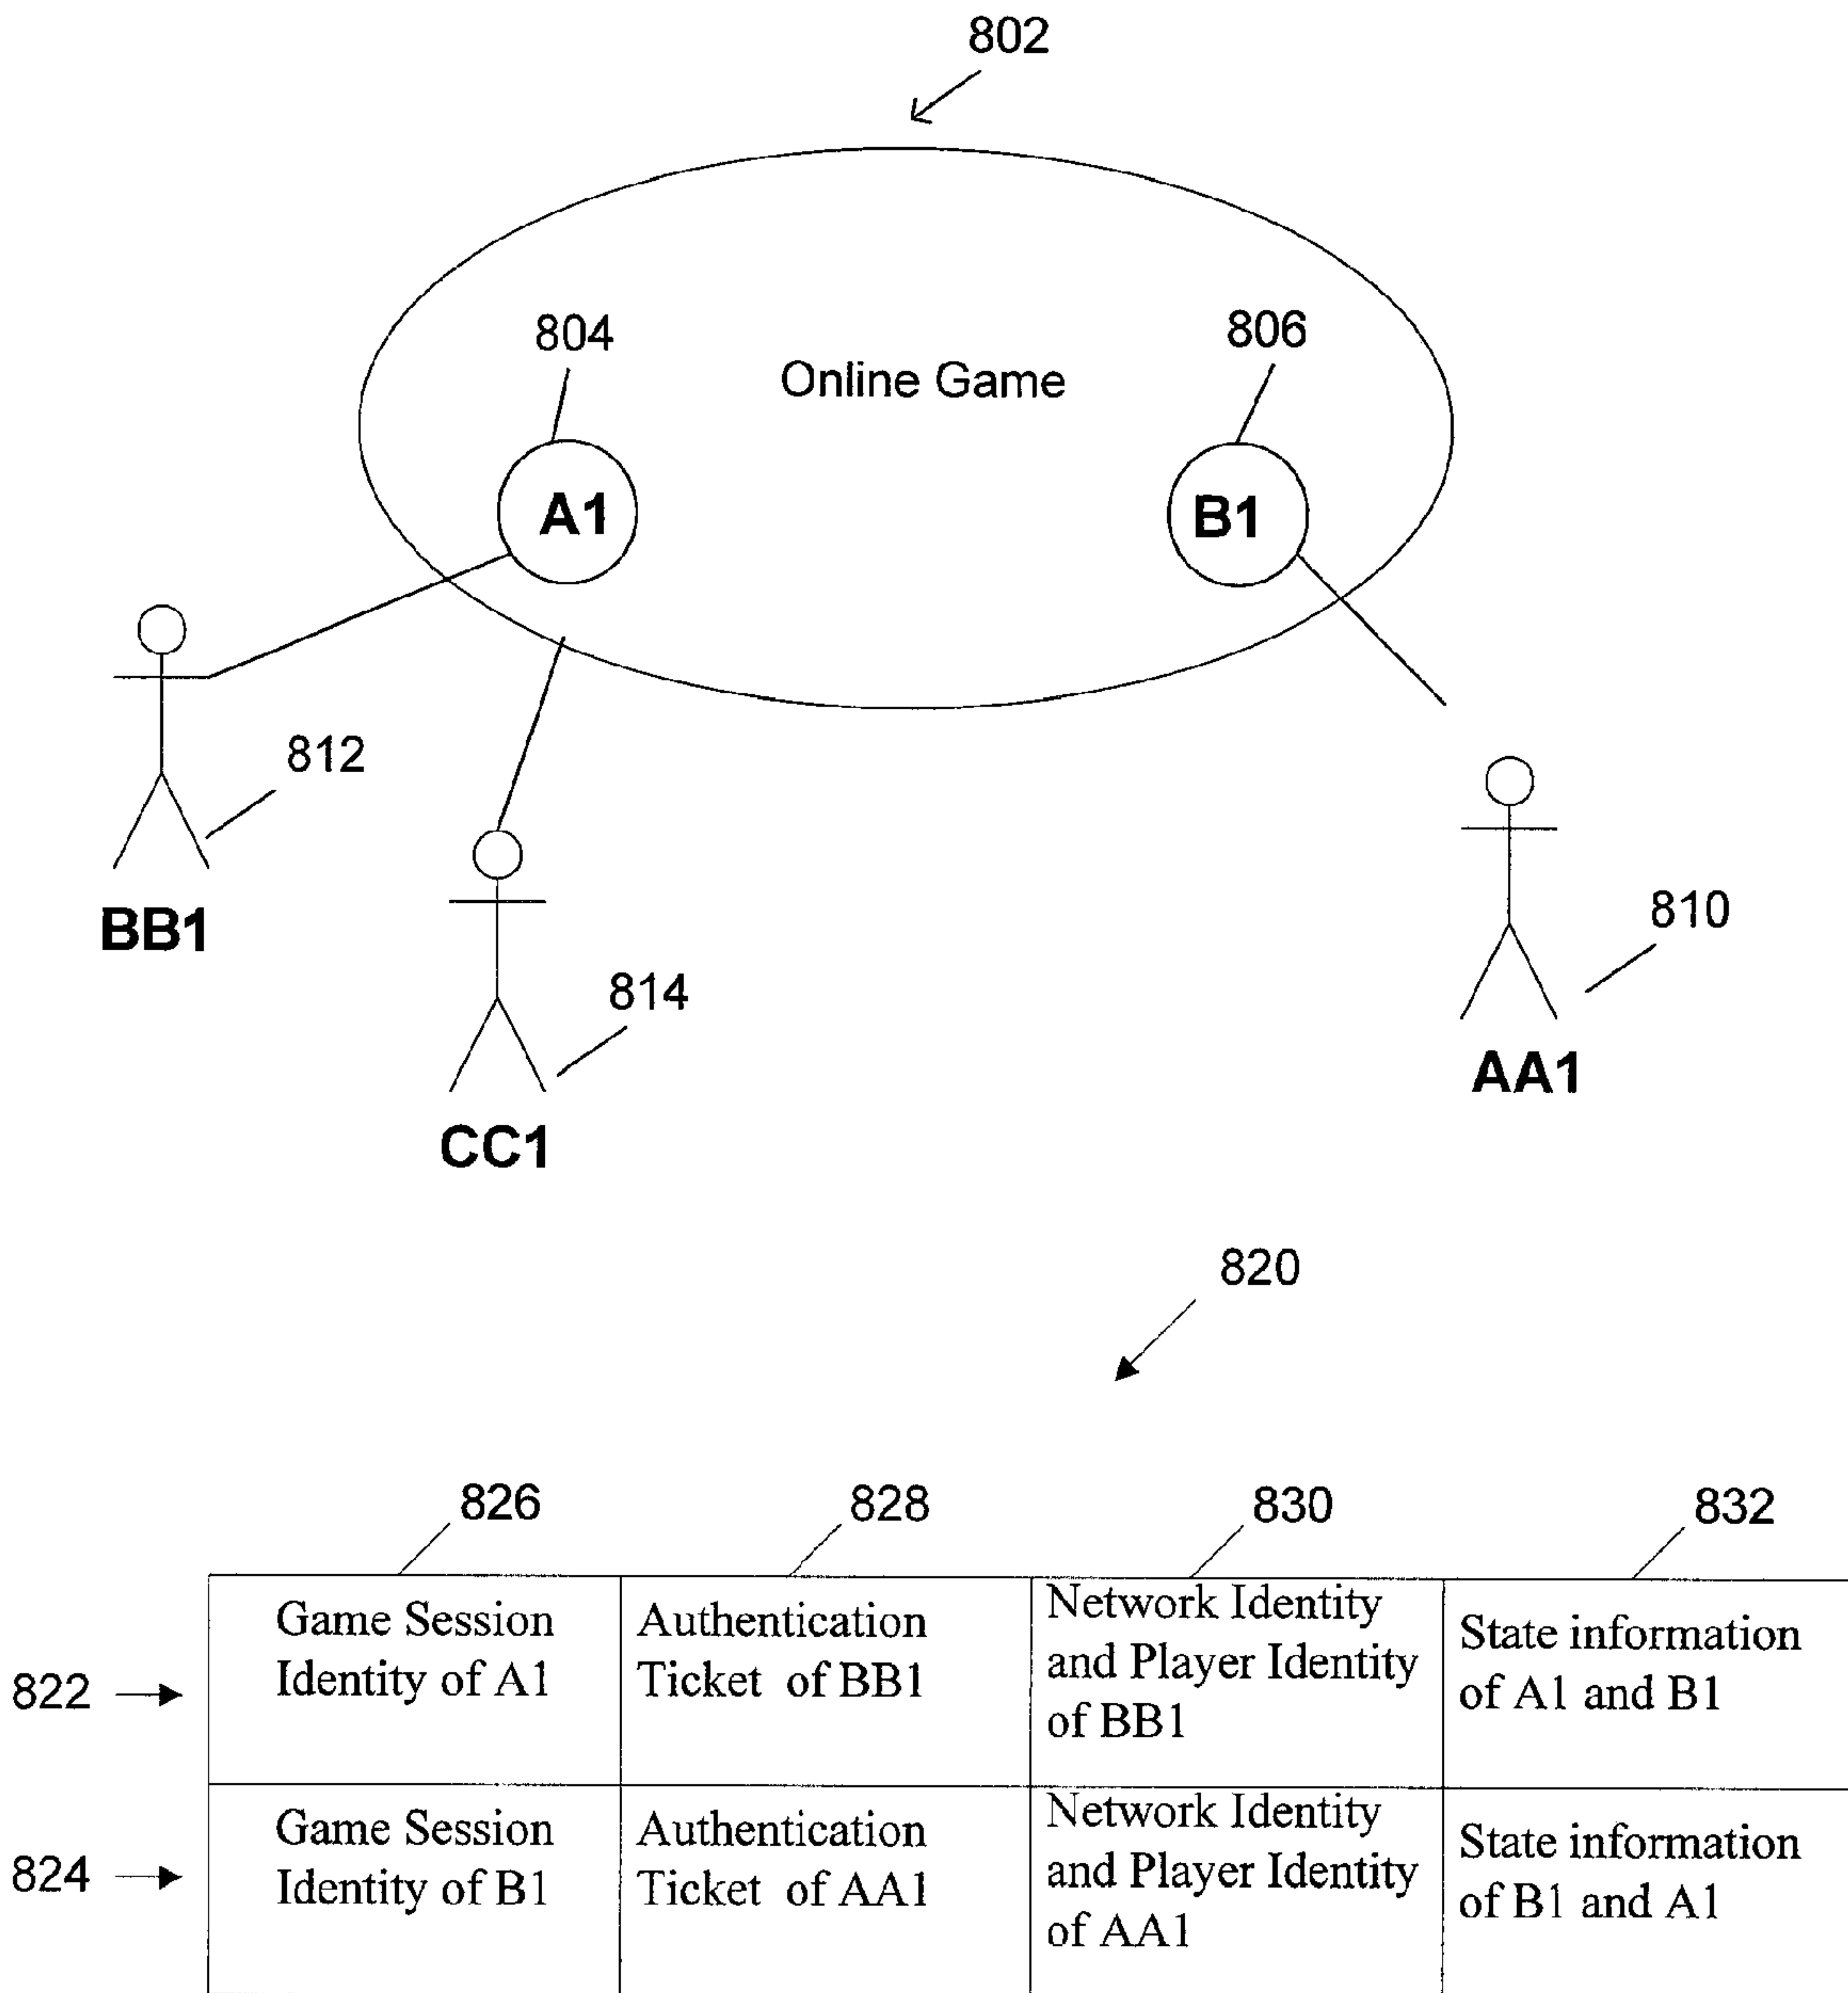 802
804
806
Online Game
A1
B1
812
BB1
810
814
AA1
CC1
820
826
828
830
832
822
Game Session
Identity of A1
Authentication
Ticket of BB1
Network Identity
and Player Identity
of BB1
State information
of A1 and B1
824
Game Session
Identity of B1
Authentication
Ticket of AA1
Network Identity
and Player Identity
of AA1
State information
of B1 and A1